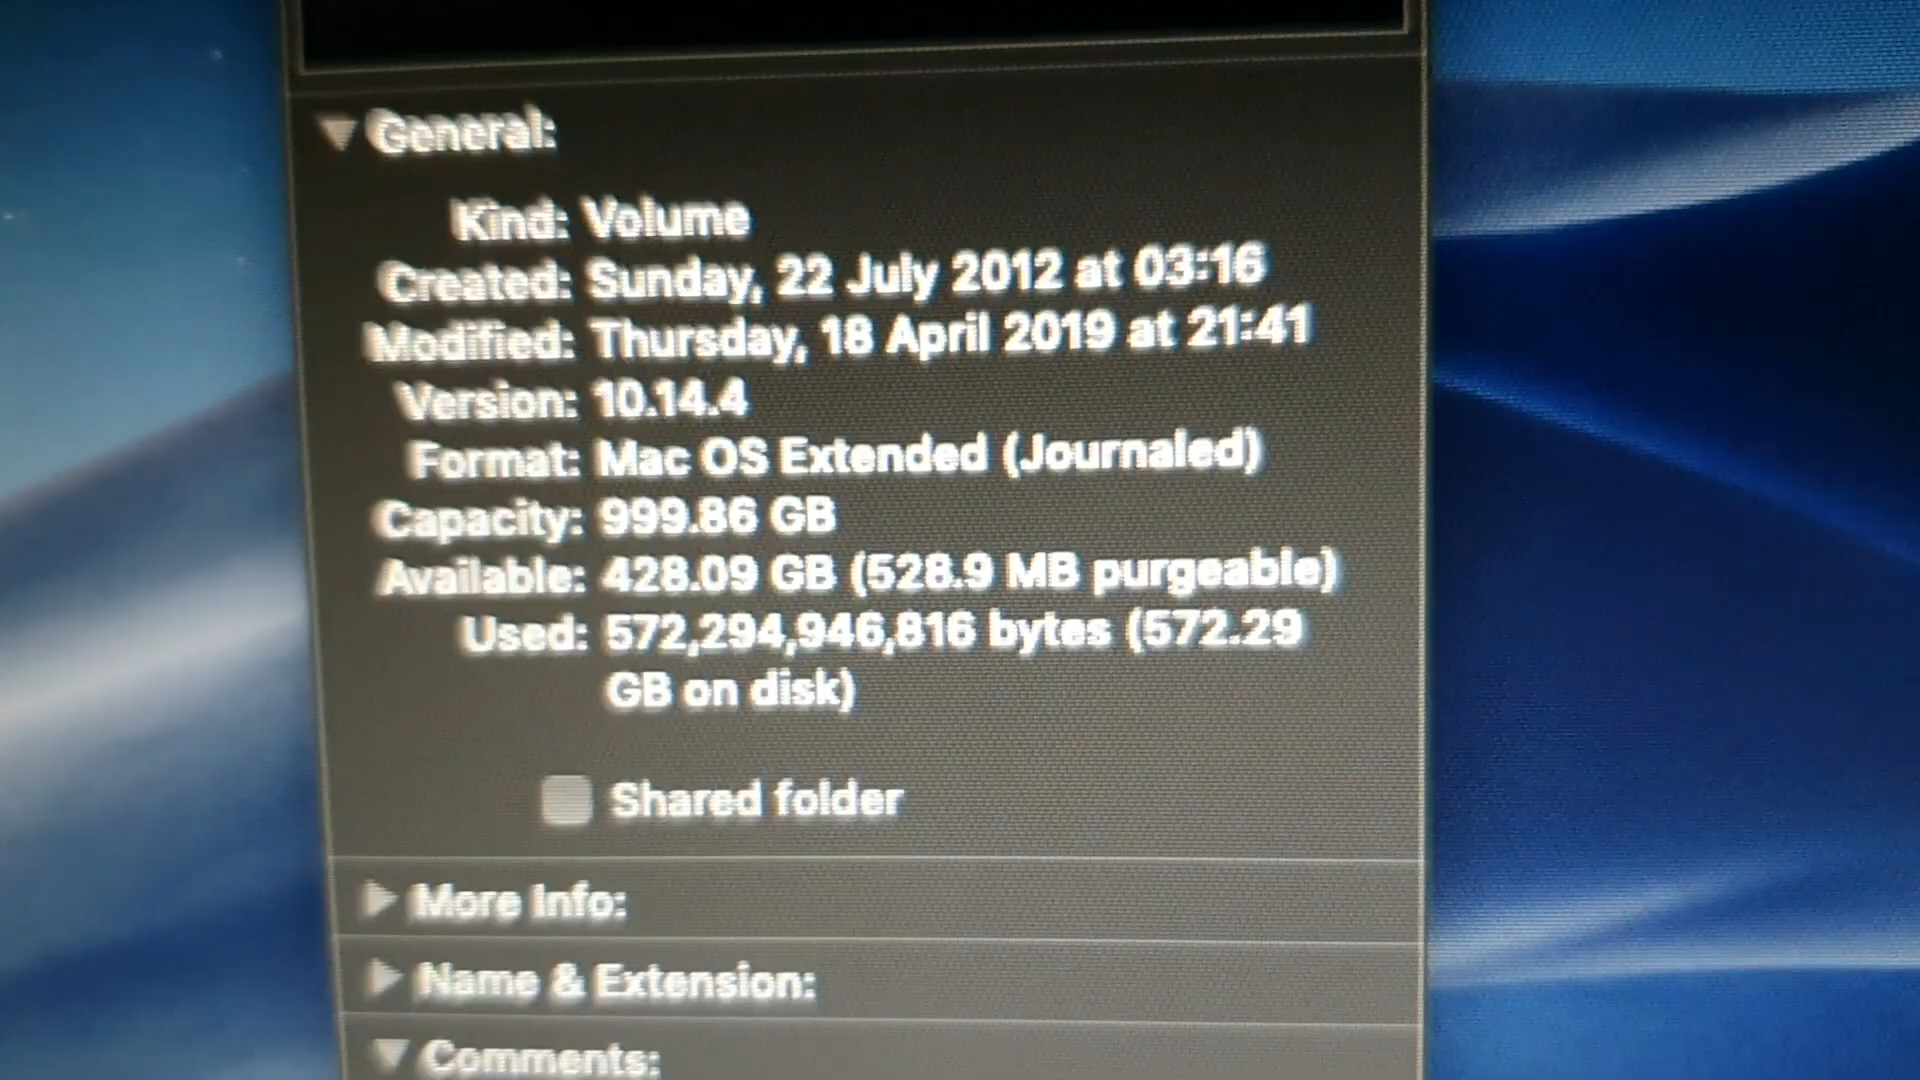 General:
Kind: Volume
Created: Sunday, 22 July 2012 at 03:16
Modified: Thursday, 18 April 2019 at 21:41
Version: 10.14.4
Format: Mac OS Extended (Journaled)
Capacity: 999.86 GB
Available: 428.09 GB (528.9 MB purgeable)
Used: 572,294,946,816 bytes (572.29
GB on disk)
Shared folder
More Info:
Name & Extension:
Comments: